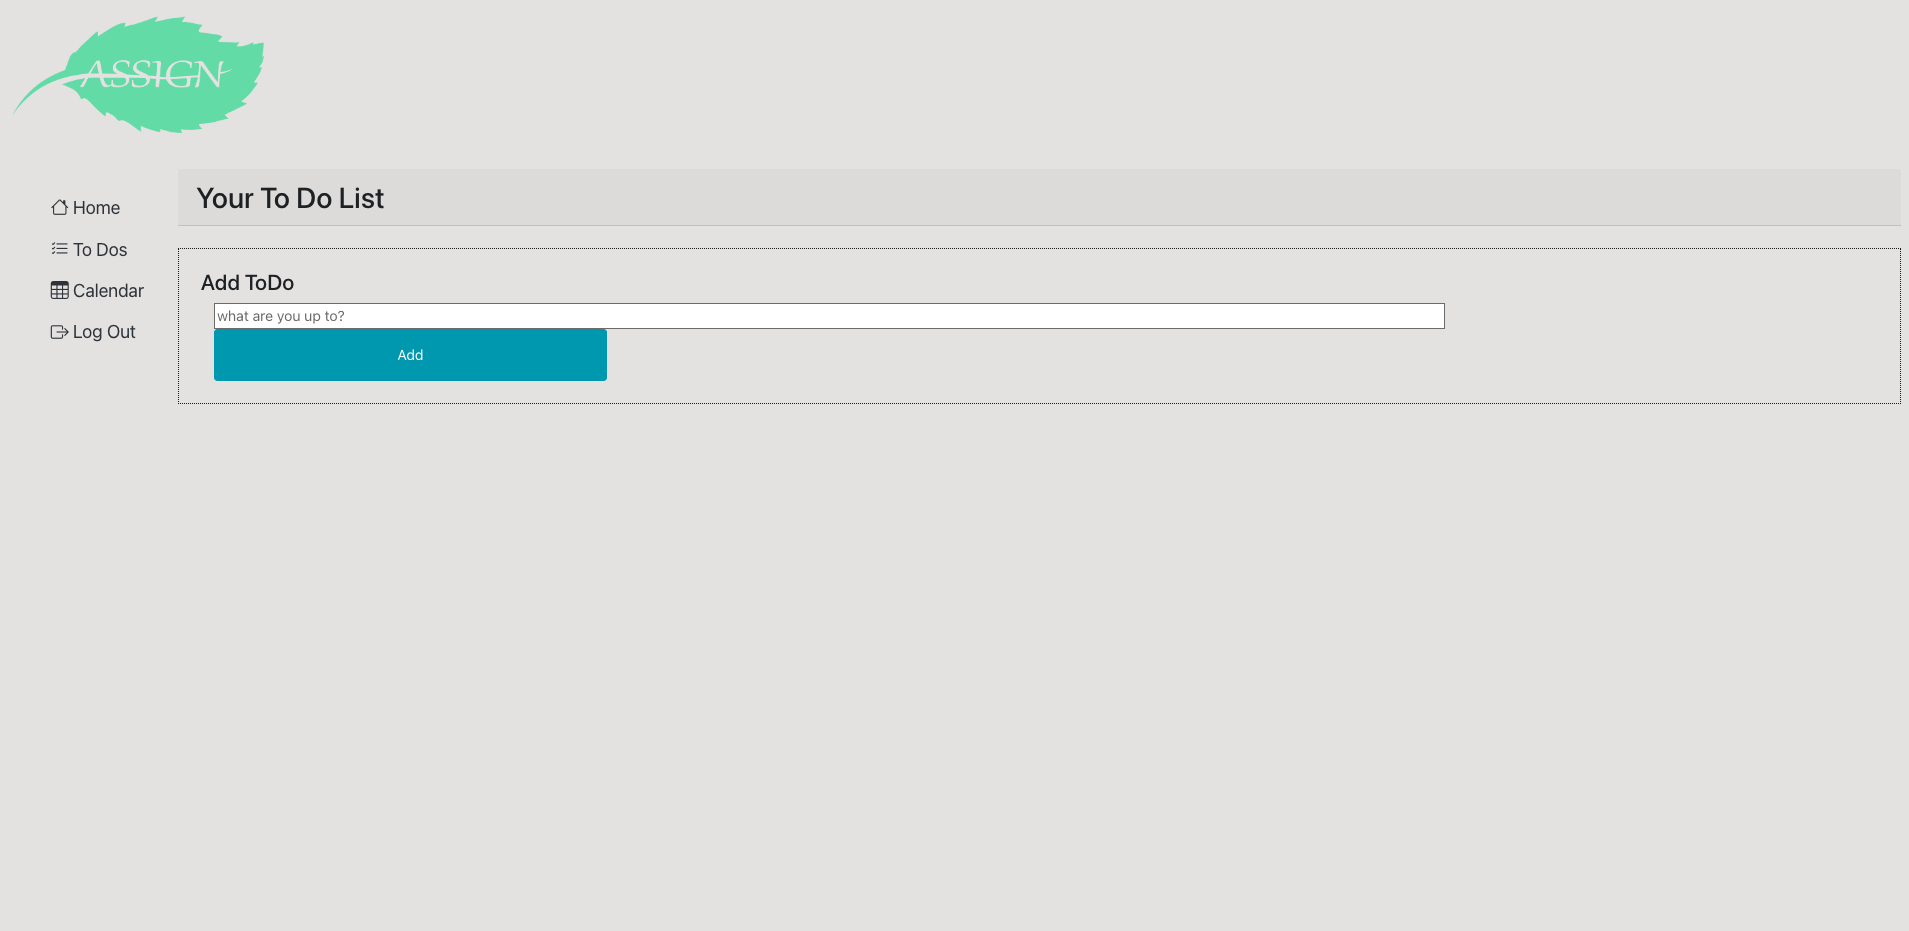 ASSIGN
Home
To Dos
Calendar
Log Out
Your To Do List
Add ToDo
what are you up to?
Add